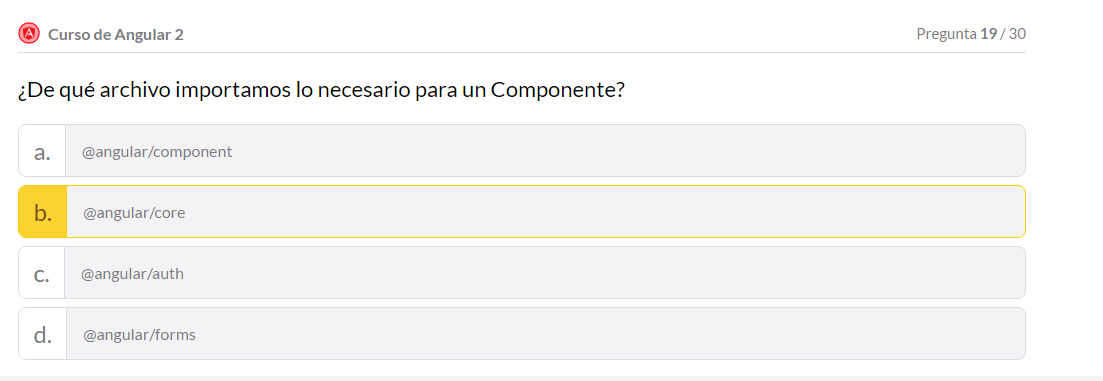 Curso de Angular 2
Pregunta 19 / 30
¿De qué archivo importamos lo necesario para un Componente?
a. @angular/component
b. @angular/core
c. @angular/auth
d. @angular/forms